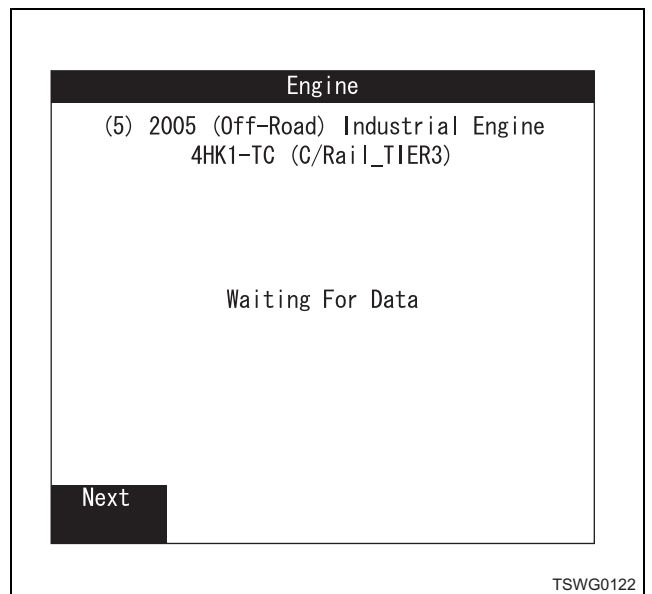 Engine
(5) 2005 (Off-Road) Industrial Engine
4HK1-TC (C/Rail_TIER3)
Waiting For Data
Next
TSWG0122